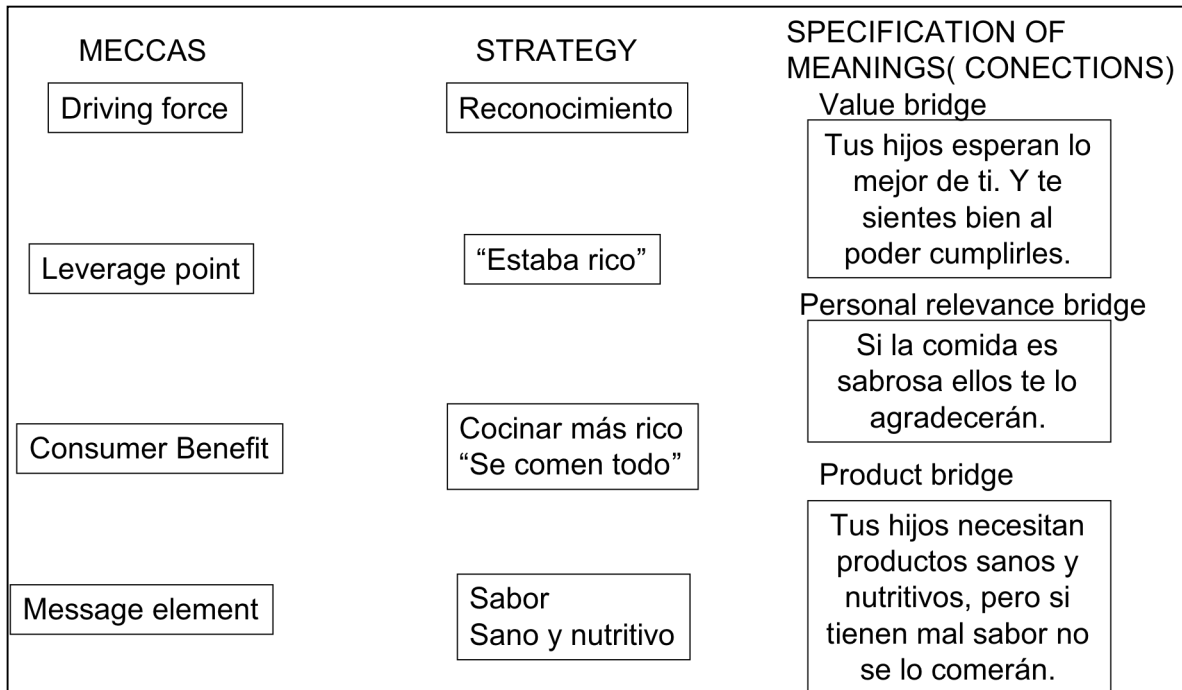 MECCAS
STRATEGY
SPECIFICATION OF
MEANINGS( CONECTIONS)
Driving force
Reconocimiento
Value bridge
Tus hijos esperan lo
mejor de ti. Y te
sientes bien al
poder cumplirles.
Leverage point
“Estaba rico”
Personal relevance bridge
Si la comida es
sabrosa ellos te lo
agradecerán.
Consumer Benefit
Cocinar más rico
“Se comen todo”
Product bridge
Tus hijos necesitan
productos sanos y
nutritivos, pero si
tienen mal sabor no
se lo comerán.
Message element
Sabor
Sano y nutritivo